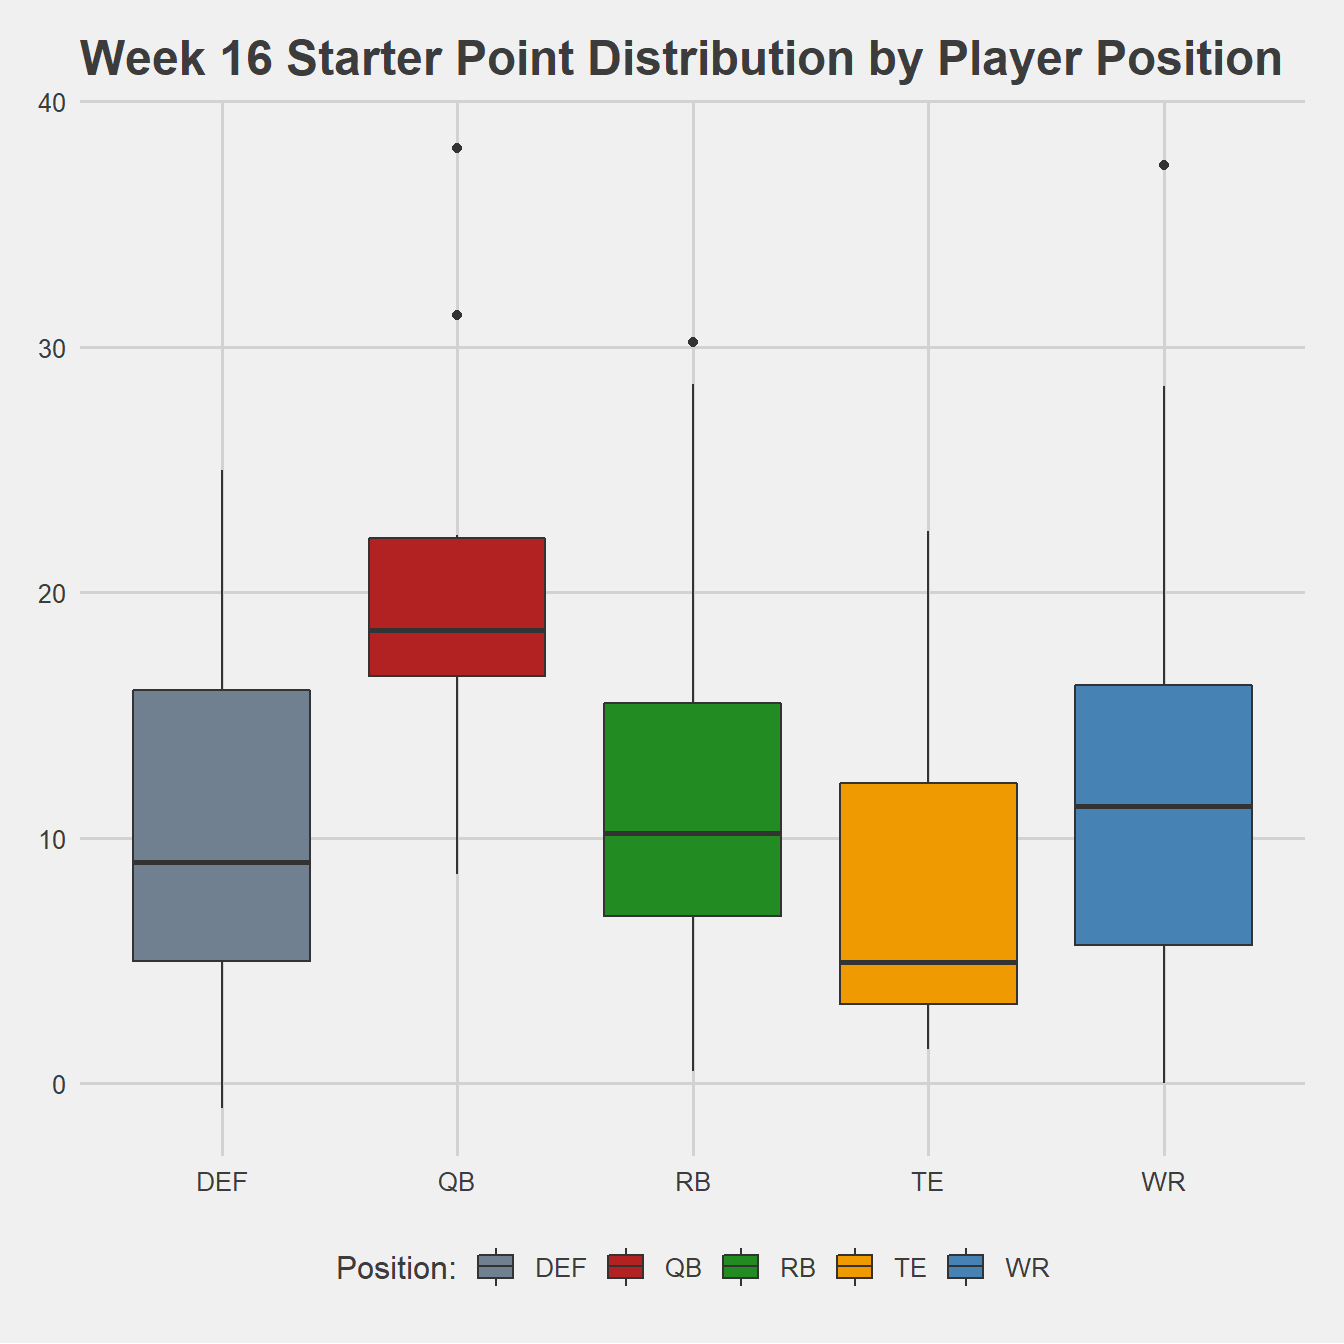 Week 16 Starter Point Distribution by Player Position
40
30
20
10
0
DEF QB RB TE WR
Position: DEF QB RB TE WR